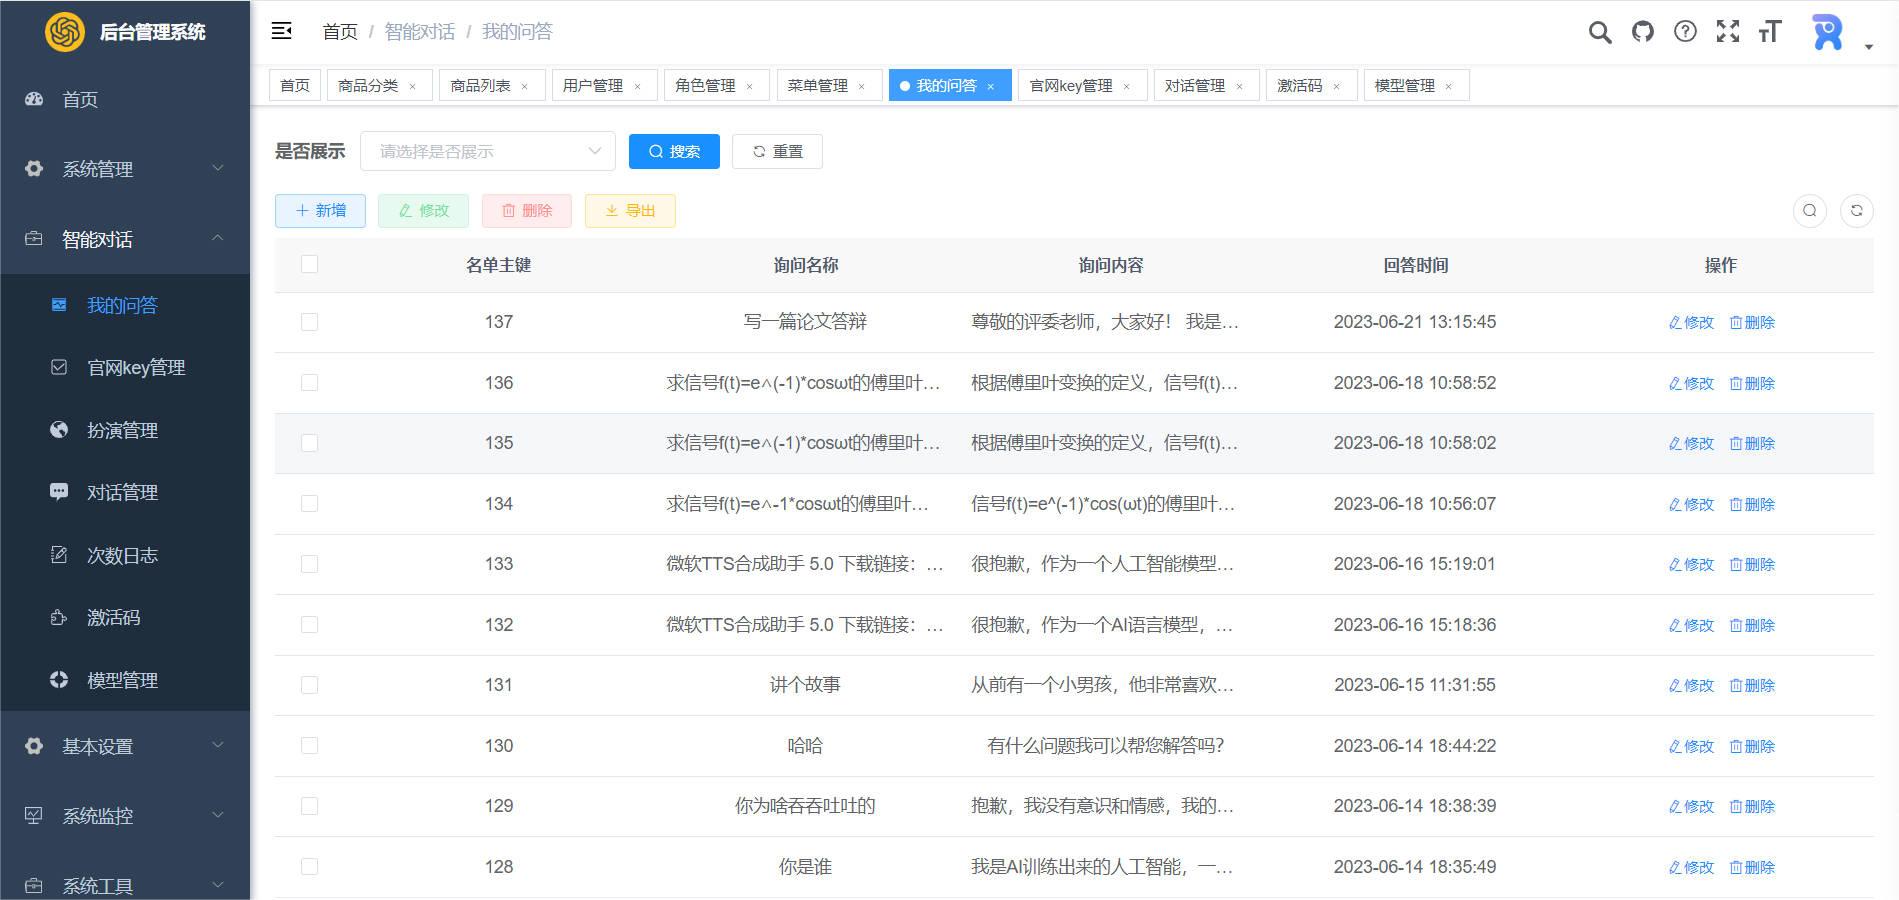 后台管理系统
首页 / 智能对话 / 我的问答
首页 商品分类 × 商品列表 × 用户管理 × 角色管理 × 菜单管理 × 我的问答 × 官网key管理 × 对话管理 × 激活码 × 模型管理 ×
首页
系统管理
智能对话
我的问答
官网key管理
扮演管理
对话管理
次数日志
激活码
模型管理
基本设置
系统监控
系统工具
是否展示 请选择是否展示 搜索 重置
新增 修改 删除 导出
名单主键 询问名称 询问内容 回答时间 操作
137 写一篇论文答辩 尊敬的评委老师，大家好！ 我是… 2023-06-21 13:15:45 修改 删除
136 求信号f(t)=e∧(-1)*cosωt的傅里叶… 根据傅里叶变换的定义，信号f(t)… 2023-06-18 10:58:52 修改 删除
135 求信号f(t)=e∧(-1)*cosωt的傅里叶… 根据傅里叶变换的定义，信号f(t)… 2023-06-18 10:58:02 修改 删除
134 求信号f(t)=e∧-1*cosωt的傅里叶… 信号f(t)=e^(-1)*cos(ωt)的傅里叶… 2023-06-18 10:56:07 修改 删除
133 微软TTS合成助手 5.0 下载链接：… 很抱歉，作为一个人工智能模型… 2023-06-16 15:19:01 修改 删除
132 微软TTS合成助手 5.0 下载链接：… 很抱歉，作为一个AI语言模型，… 2023-06-16 15:18:36 修改 删除
131 讲个故事 从前有一个小男孩，他非常喜欢… 2023-06-15 11:31:55 修改 删除
130 哈哈 有什么问题我可以帮您解答吗？ 2023-06-14 18:44:22 修改 删除
129 你为啥吞吞吐吐的 抱歉，我没有意识和情感，我的… 2023-06-14 18:38:39 修改 删除
128 你是谁 我是AI训练出来的人工智能，一… 2023-06-14 18:35:49 修改 删除